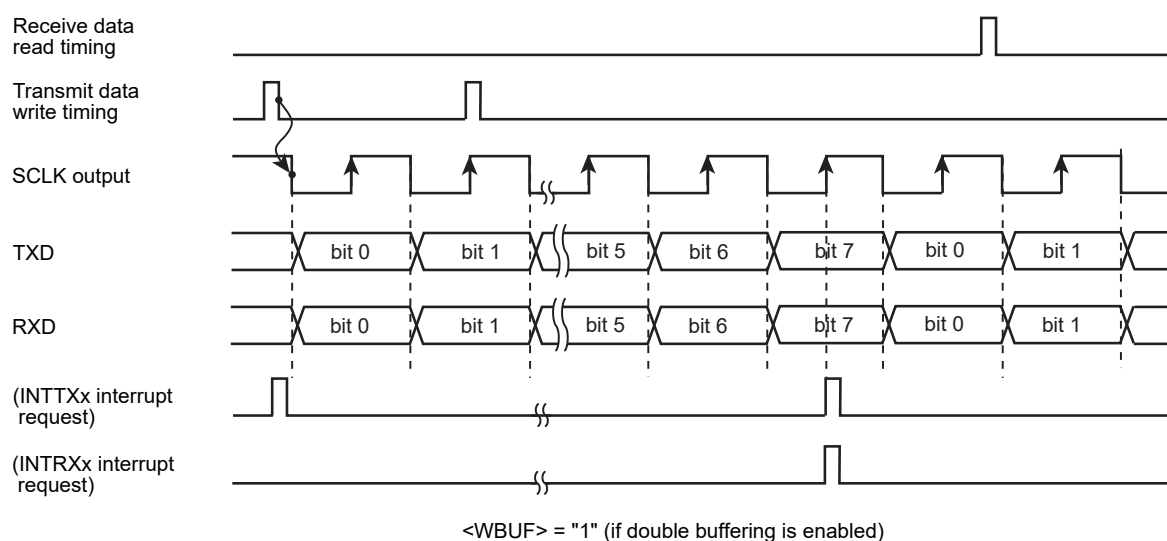 Receive data
read timing
Transmit data
write timing
SCLK output
TXD
bit 0
bit 1
bit 5
bit 6
bit 7
bit 0
bit 1
RXD
bit 0
bit 1
bit 5
bit 6
bit 7
bit 0
bit 1
(INTTXx interrupt
request)
(INTRXx interrupt
request)
<WBUF> = "1" (if double buffering is enabled)